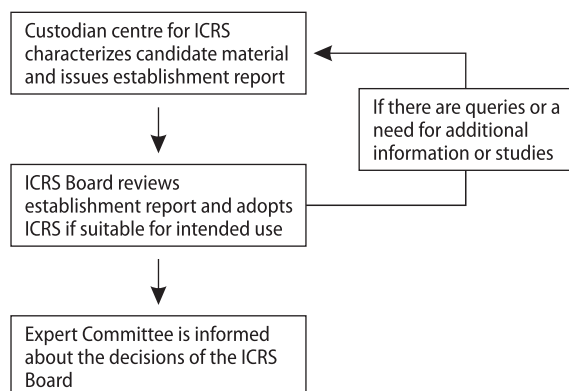 Custodian centre for ICRS
characterizes candidate material
and issues establishment report
If there are queries or a
need for additional
information or studies
ICRS Board reviews
establishment report and adopts
ICRS if suitable for intended use
Expert Committee is informed
about the decisions of the ICRS
Board